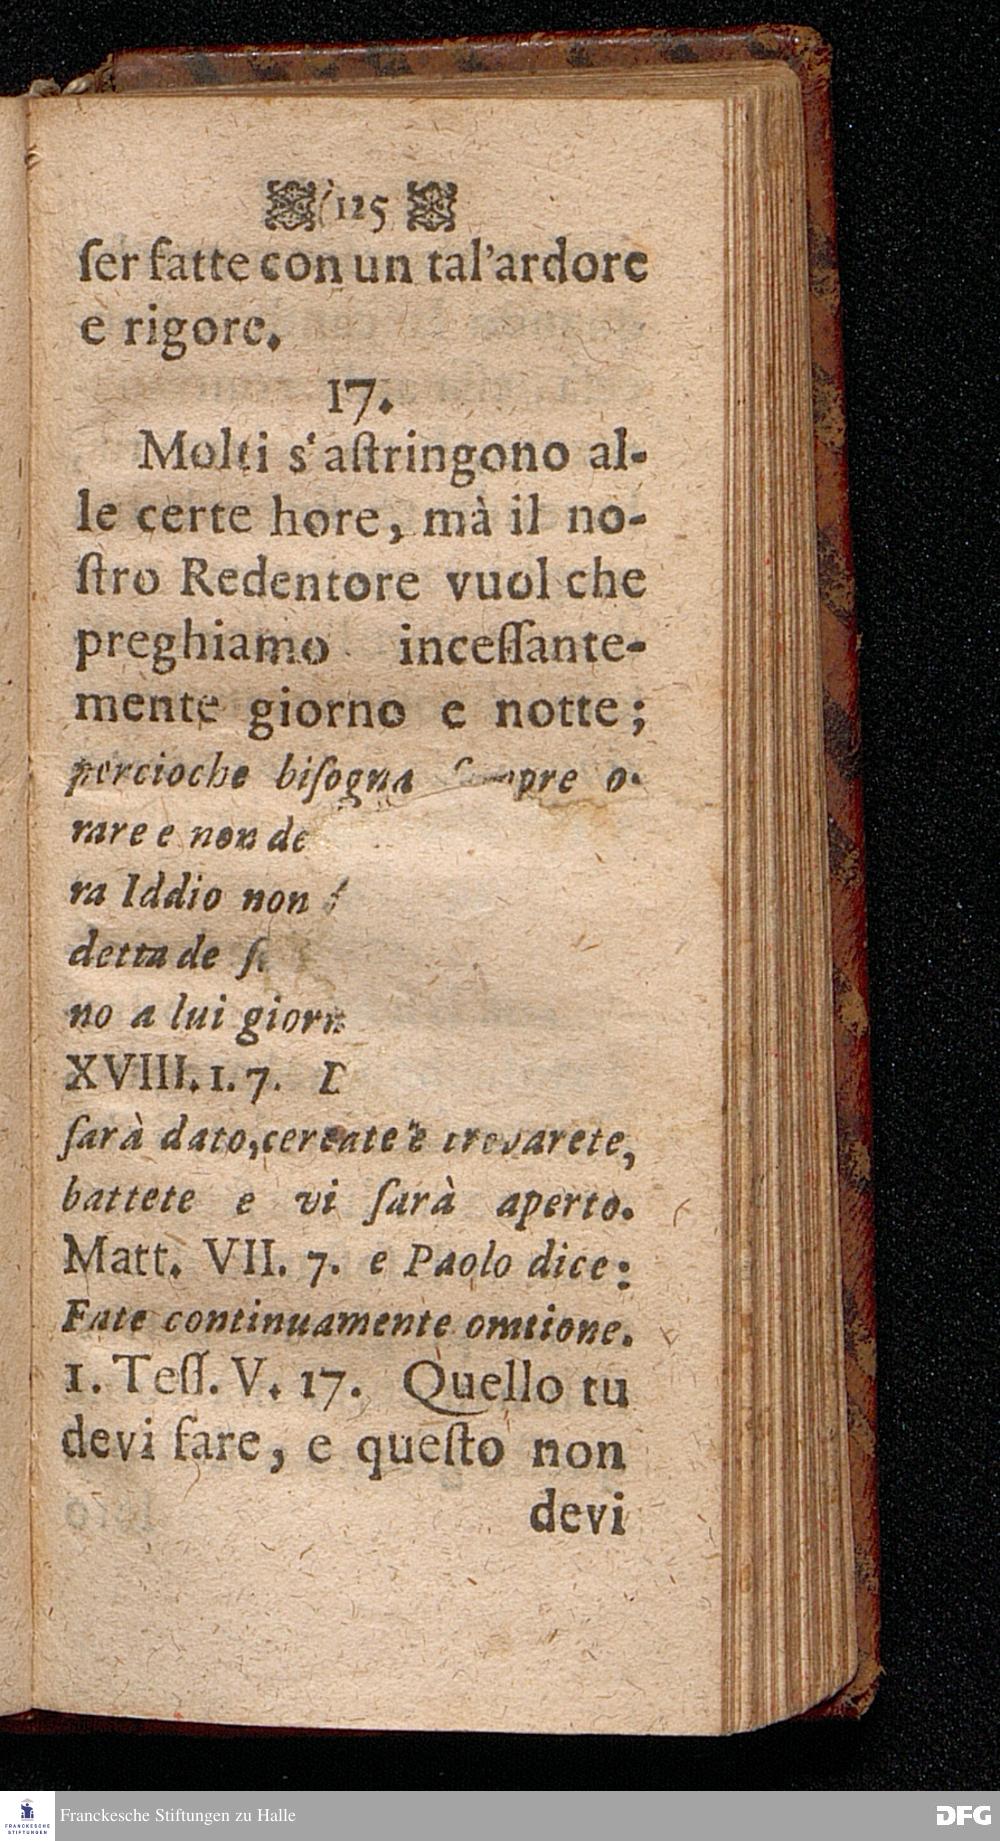 (125
ſer fatte con un tal'ardore
e rigore.
17.
Molti s'aſtringono al-
le certe hore, mà il no-
ſtro Redentore vuol che
preghiamo inceſſante-
mente giorno e notte;
percioche biſogna o-
rare e non de
ra Iddio non
detta de
no a lui giorn
XVIII. 1. 7.
ſarà dato, cercate e trovarete,
battete e vi ſarà aperto.
Matt. VII. 7. e Paolo dice:
Fate continuamente oratione.
1. Teſſ. V. 17. Quello tu
devi fare, e queſto non
devi
FRANCKESCHE STIFTUNGEN
Franckesche Stiftungen zu Halle
DFG